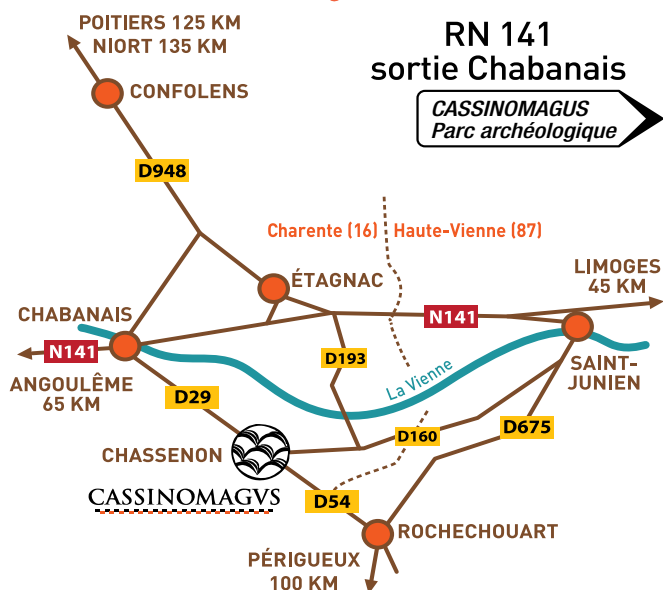 POITIERS 125 KM
NIORT 135 KM
RN 141
sortie Chabanais
CASSINOMAGUS
Parc archéologique
CONFOLENS
D948
Charente (16)
Haute-Vienne (87)
ÉTAGNAC
LIMOGES
45 KM
CHABANAIS
N141
N141
D193
La Vienne
SAINT-
JUNIEN
ANGOULÊME
65 KM
D29
D160
D675
CHASSENON
CASSINOMAGVS
D54
ROCHECHOUART
PÉRIGUEUX
100 KM